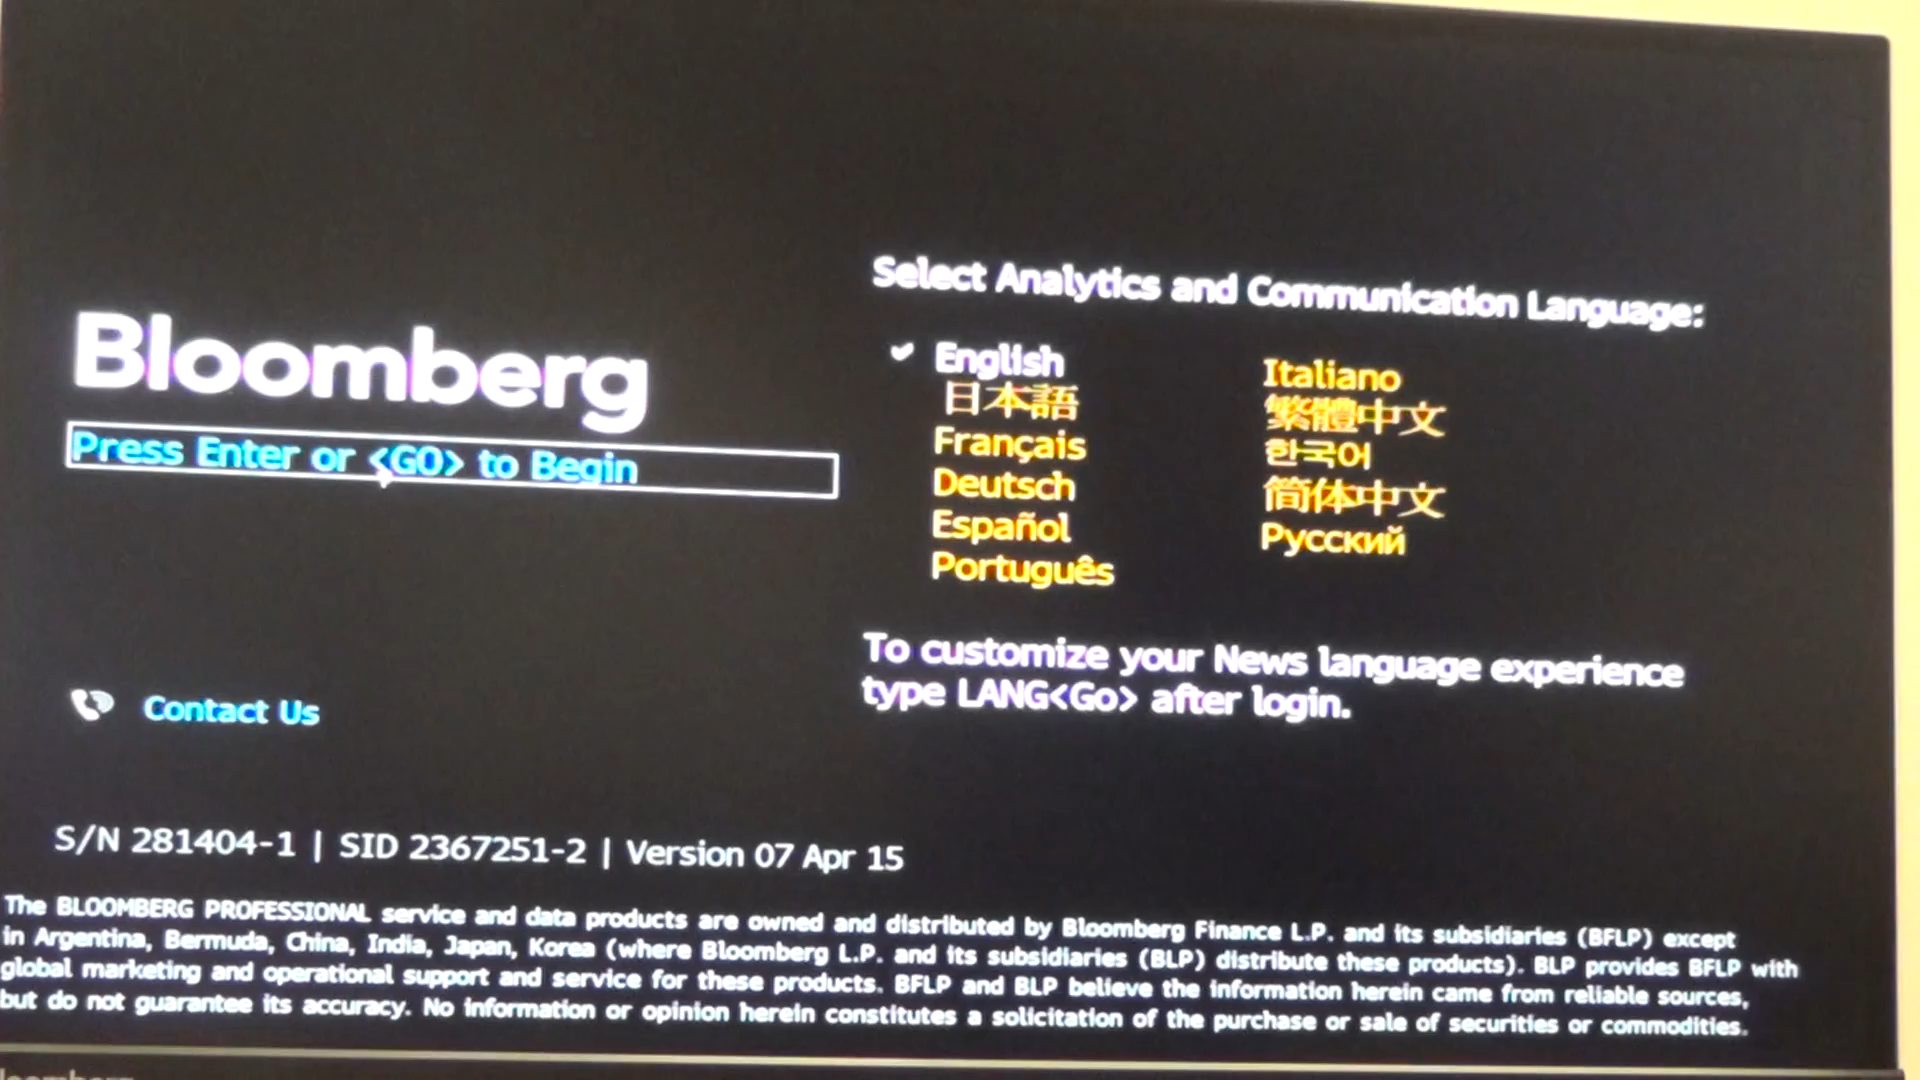 Select Analytics and Communication Language:
Bloomberg
Press Enter or <GO> to Begin
English
日本語
Français
Deutsch
Español
Português
Italiano
繁體中文
한국어
简体中文
Русский
To customize your News language experience
type LANG<Go> after login.
Contact Us
S/N 281404-1 | SID 2367251-2 | Version 07 Apr 15
The BLOOMBERG PROFESSIONAL service and data products are owned and distributed by Bloomberg Finance L.P. and its subsidiaries (BFLP) except
in Argentina, Bermuda, China, India, Japan, Korea (where Bloomberg L.P. and its subsidiaries (BLP) distribute these products). BLP provides BFLP with
global marketing and operational support and service for these products. BFLP and BLP believe the information herein came from reliable sources,
but do not guarantee its accuracy. No information or opinion herein constitutes a solicitation of the purchase or sale of securities or commodities.